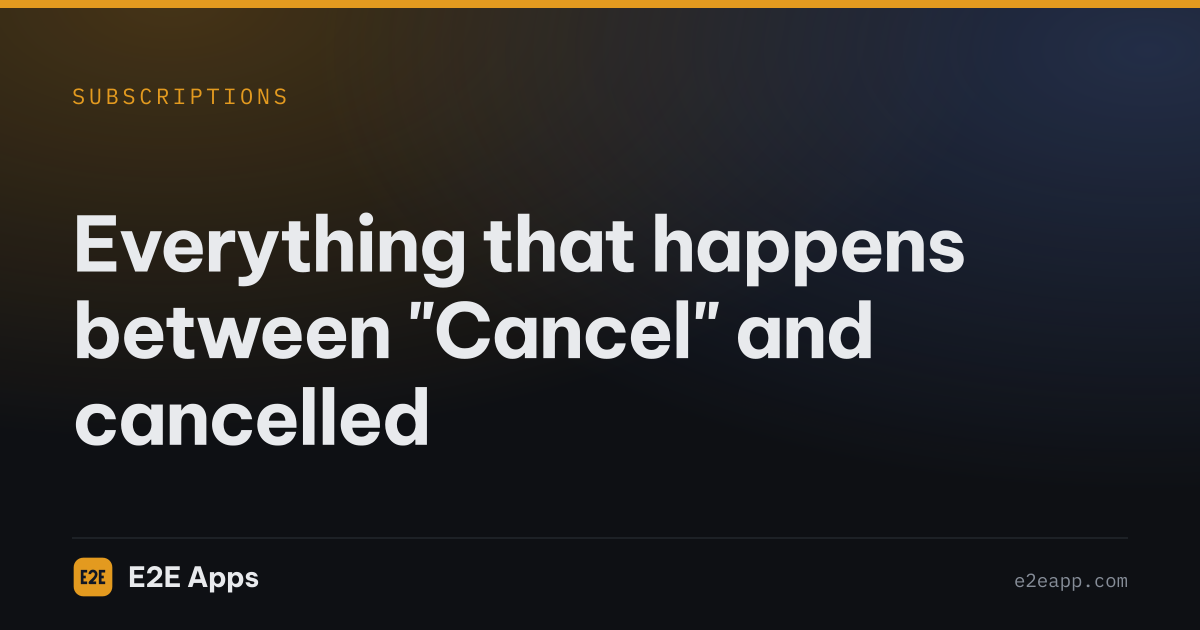 SUBSCRIPTIONS
Everything that happens
between "Cancel" and
cancelled
E2E
E2E Apps
e2eapp.com